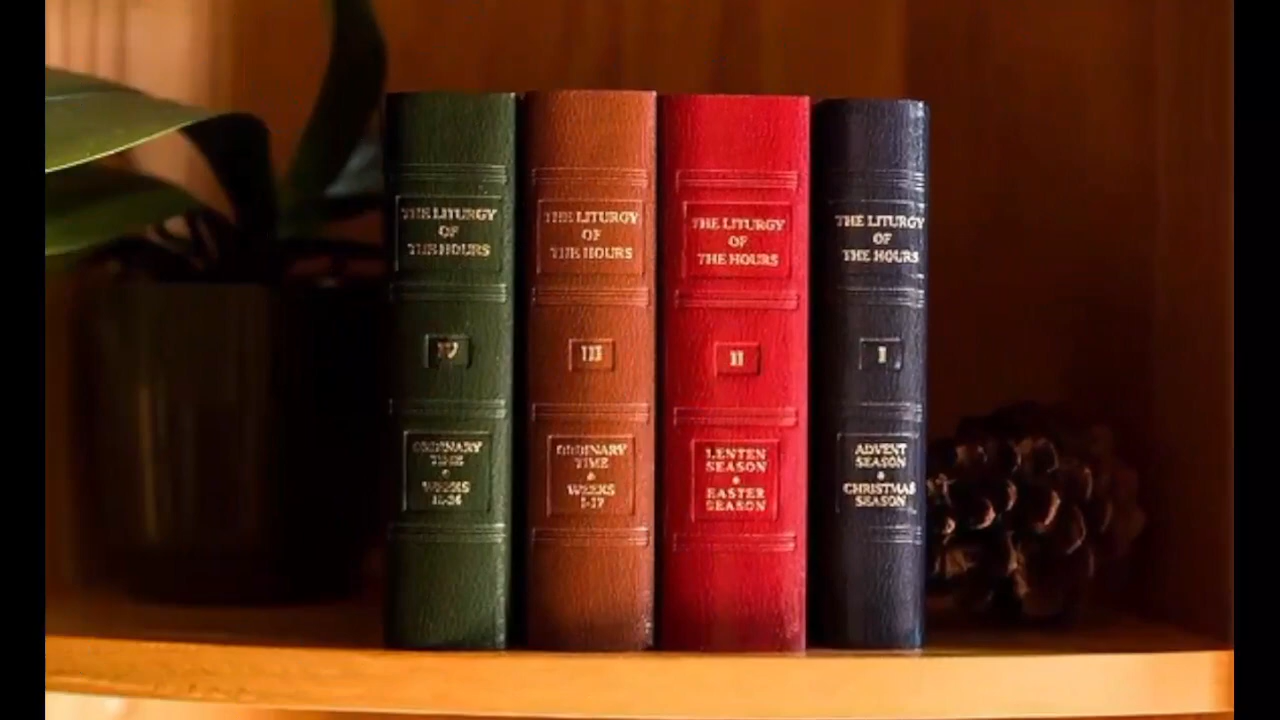 THE LITURGY
OF
THE HOURS
IV
ORDINARY
TIME
WEEKS
18-34
THE LITURGY
OF
THE HOURS
III
ORDINARY
TIME
WEEKS
1-17
THE LITURGY
OF
THE HOURS
II
LENTEN
SEASON
EASTER
SEASON
THE LITURGY
OF
THE HOURS
I
ADVENT
SEASON
CHRISTMAS
SEASON